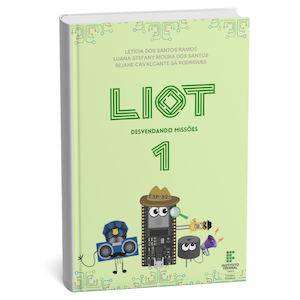 LETÍCIA DOS SANTOS RAMOS
LUANA STEFANY MOURA DOS SANTOS
REJANE CAVALCANTE SÁ RODRIGUES
LIOT
DESVENDANDO MISSÕES
1